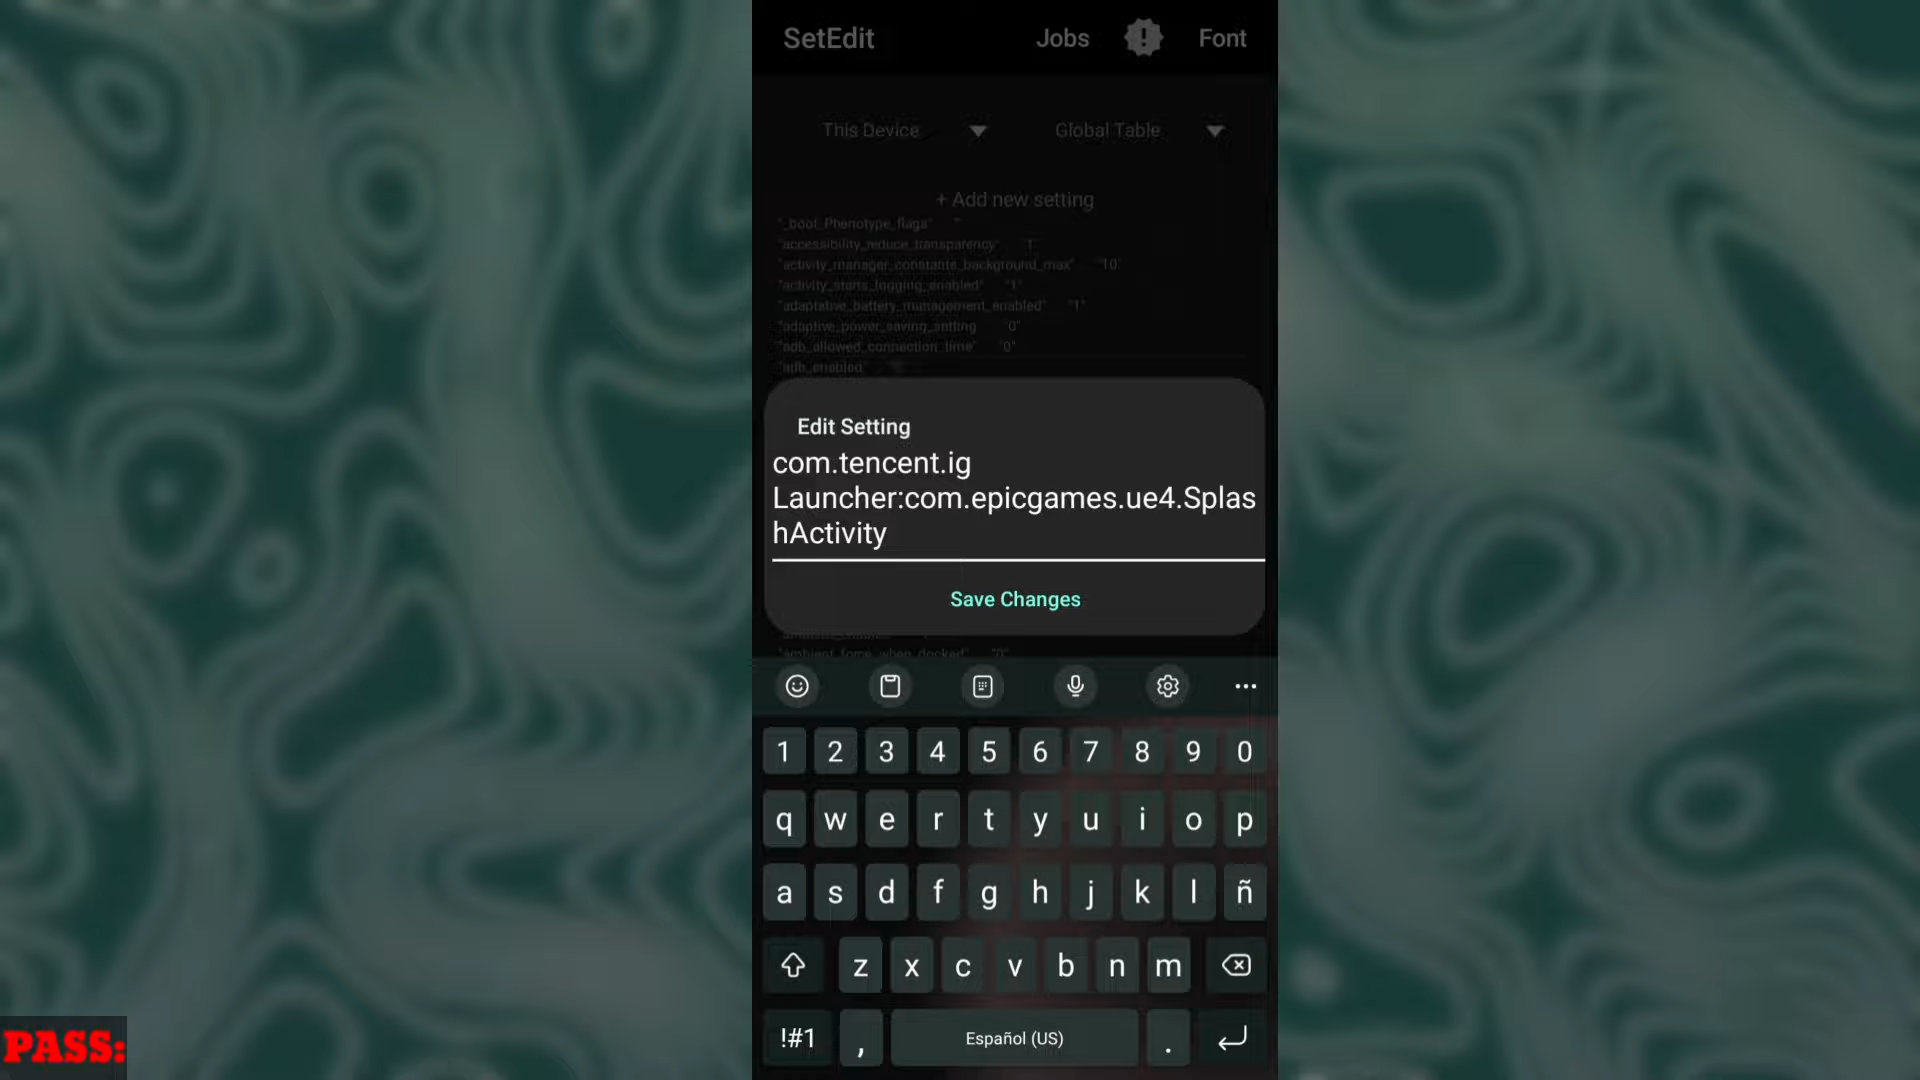 SetEdit Jobs Font
This Device Global Table
+ Add new setting
"_boot_Phenotype_flags" ""
"accessibility_reduce_transparency" "1"
"activity_manager_constants_background_max" "10"
"activity_starts_logging_enabled" "1"
"adaptative_battery_management_enabled" "1"
"adaptive_power_saving_setting "0"
"adb_allowed_connection_time" "0"
"adb_enabled"
Edit Setting
com.tencent.ig
Launcher:com.epicgames.ue4.Splas
hActivity
Save Changes
"ambient_force_when_docked" "0"
1 2 3 4 5 6 7 8 9 0
q w e r t y u i o p
a s d f g h j k l ñ
z x c v b n m
!#1 , Español (US) .
PASS: